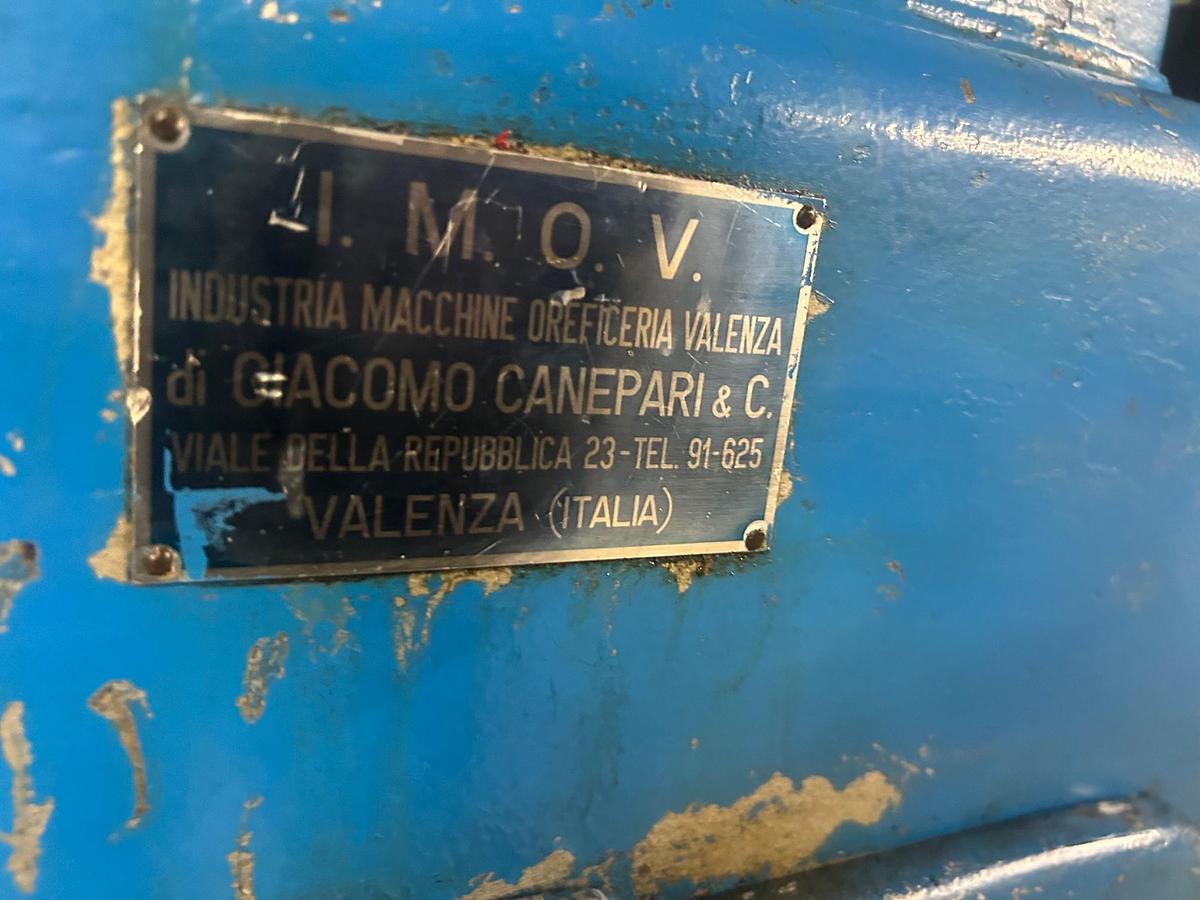 I. M. O. V.
INDUSTRIA MACCHINE OREFICERIA VALENZA
di GIACOMO CANEPARI & C.
VIALE DELLA REPUBBLICA 23-TEL. 91-625
VALENZA (ITALIA)